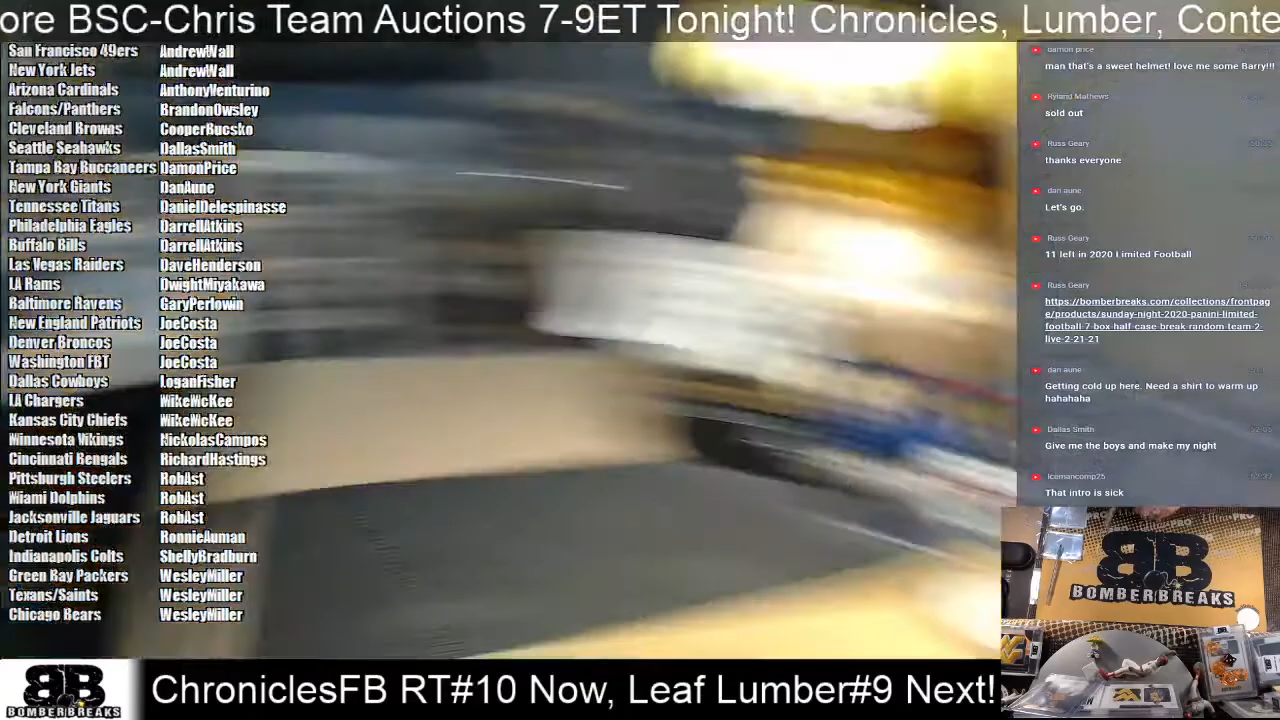 ore BSC-Chris Team Auctions 7-9ET Tonight! Chronicles, Lumber, Conte
San Francisco 49ers AndrewWall
New York Jets AndrewWall
Arizona Cardinals AnthonyVenturino
Falcons/Panthers BrandonOwsley
Cleveland Browns CooperBucsko
Seattle Seahawks DallasSmith
Tampa Bay Buccaneers DamonPrice
New York Giants DanAune
Tennessee Titans DanielDelespinasse
Philadelphia Eagles DarrellAtkins
Buffalo Bills DarrellAtkins
Las Vegas Raiders DaveHenderson
LA Rams DwightMiyakawa
Baltimore Ravens GaryPerlowin
New England Patriots JoeCosta
Denver Broncos JoeCosta
Washington FBT JoeCosta
Dallas Cowboys LoganFisher
LA Chargers MikeMcKee
Kansas City Chiefs MikeMcKee
Minnesota Vikings NickolasCampos
Cincinnati Bengals RichardHastings
Pittsburgh Steelers RobAst
Miami Dolphins RobAst
Jacksonville Jaguars RobAst
Detroit Lions RonnieAuman
Indianapolis Colts ShellyBradburn
Green Bay Packers WesleyMiller
Texans/Saints WesleyMiller
Chicago Bears WesleyMiller
damon price
man that's a sweet helmet! love me some Barry!!!
Ryland Mathews
sold out
Russ Geary
thanks everyone
dan aune
Let's go.
Russ Geary
11 left in 2020 Limited Football
Russ Geary
https://bomberbreaks.com/collections/frontpag
e/products/sunday-night-2020-panini-limited-
football-7-box-half-case-break-random-team-2
live-2-21-21
dan aune
Getting cold up here. Need a shirt to warm up
hahahaha
Dallas Smith
Give me the boys and make my night
Icemancomp25
That intro is sick
BB
BOMBERBREAKS
BB
BOMBERBREAKS
ChroniclesFB RT#10 Now, Leaf Lumber#9 Next!